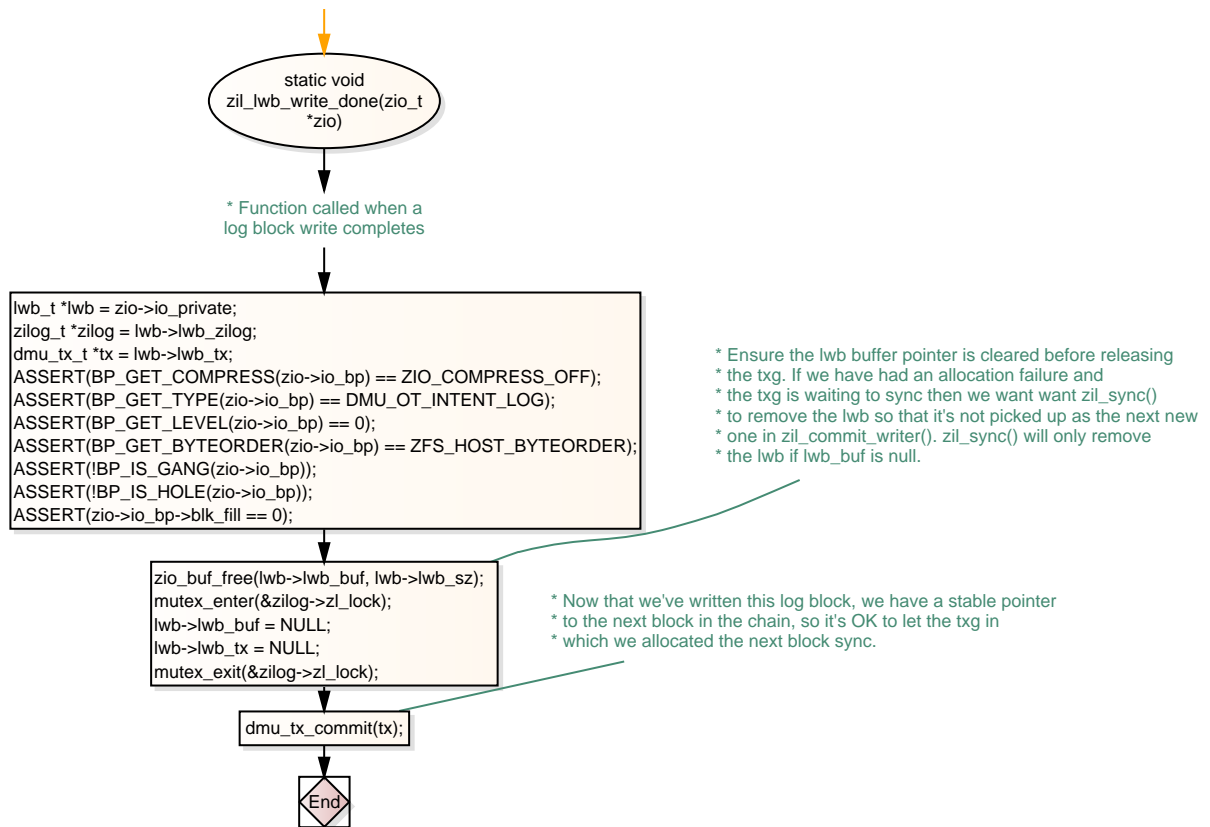 static void
zil_lwb_write_done(zio_t
*zio)
* Function called when a
log block write completes
lwb_t *lwb = zio->io_private;
zilog_t *zilog = lwb->lwb_zilog;
dmu_tx_t *tx = lwb->lwb_tx;
ASSERT(BP_GET_COMPRESS(zio->io_bp) == ZIO_COMPRESS_OFF);
ASSERT(BP_GET_TYPE(zio->io_bp) == DMU_OT_INTENT_LOG);
ASSERT(BP_GET_LEVEL(zio->io_bp) == 0);
ASSERT(BP_GET_BYTEORDER(zio->io_bp) == ZFS_HOST_BYTEORDER);
ASSERT(!BP_IS_GANG(zio->io_bp));
ASSERT(!BP_IS_HOLE(zio->io_bp));
ASSERT(zio->io_bp->blk_fill == 0);
* Ensure the lwb buffer pointer is cleared before releasing
* the txg. If we have had an allocation failure and
* the txg is waiting to sync then we want want zil_sync()
* to remove the lwb so that it's not picked up as the next new
* one in zil_commit_writer(). zil_sync() will only remove
* the lwb if lwb_buf is null.
zio_buf_free(lwb->lwb_buf, lwb->lwb_sz);
mutex_enter(&zilog->zl_lock);
lwb->lwb_buf = NULL;
lwb->lwb_tx = NULL;
mutex_exit(&zilog->zl_lock);
* Now that we've written this log block, we have a stable pointer
* to the next block in the chain, so it's OK to let the txg in
* which we allocated the next block sync.
dmu_tx_commit(tx);
End